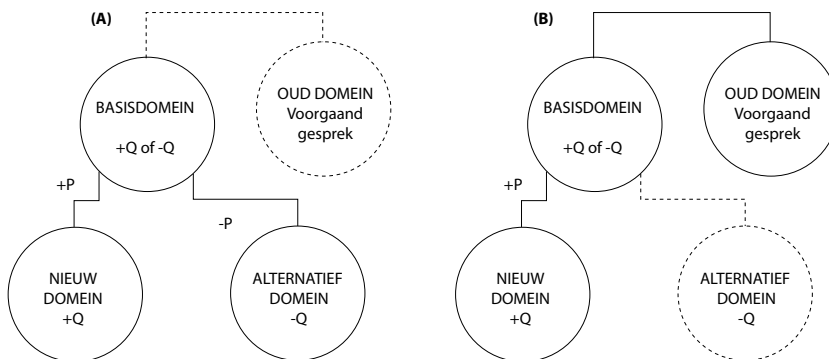 (A)
BASISDOMEIN
+Q of -Q
OUD DOMEIN
Voorgaand
gesprek
+P
-P
NIEUW
DOMEIN
+Q
ALTERNATIEF
DOMEIN
-Q
(B)
BASISDOMEIN
+Q of -Q
OUD DOMEIN
Voorgaand
gesprek
+P
NIEUW
DOMEIN
+Q
ALTERNATIEF
DOMEIN
-Q